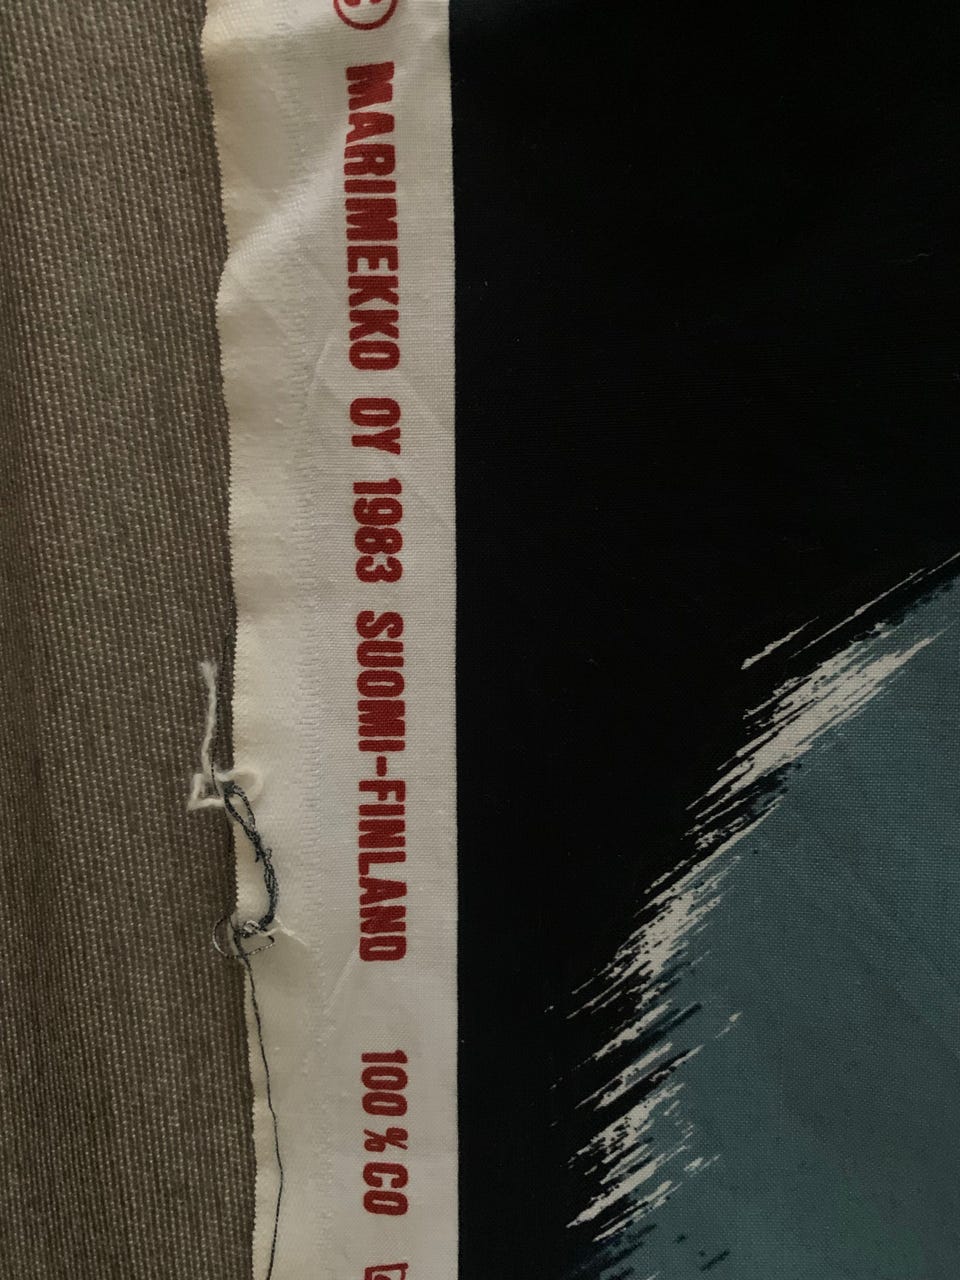 © MARIMEKKO OY 1983 SUOMI-FINLAND 100 % CO